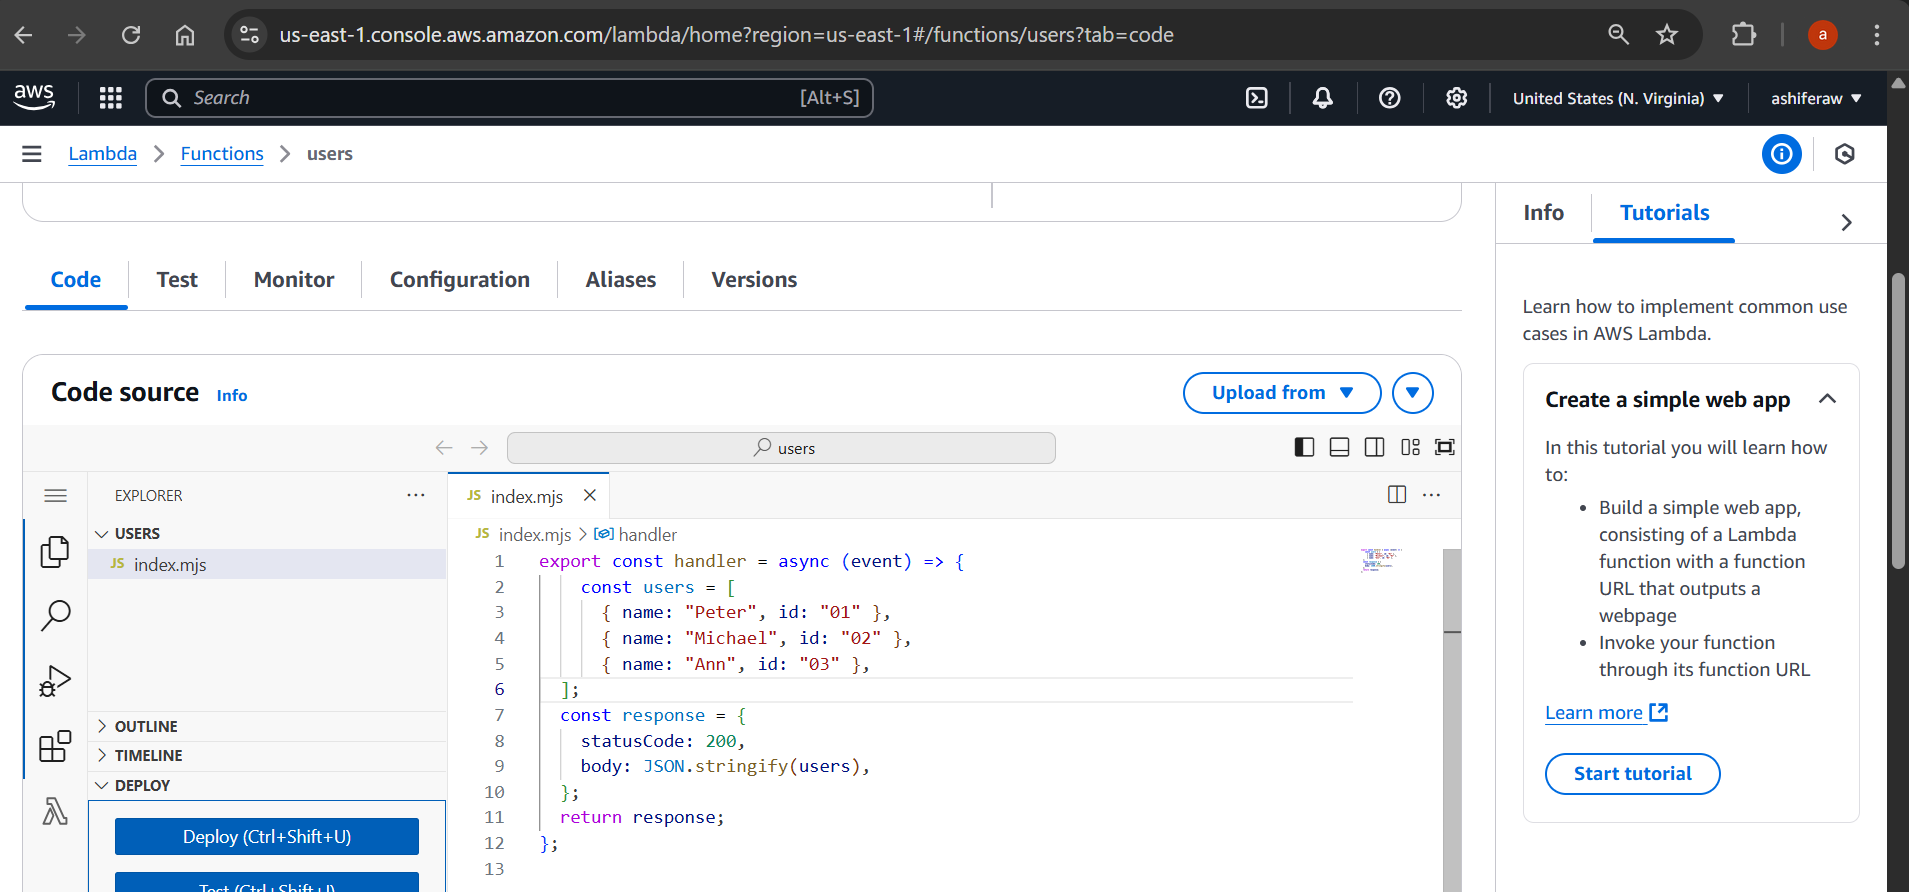 us-east-1.console.aws.amazon.com/lambda/home?region=us-east-1#/functions/users?tab=code
a
aws
Search
[Alt+S]
United States (N. Virginia)
ashiferaw
Lambda
Functions
users
Info
Tutorials
Code
Test
Monitor
Configuration
Aliases
Versions
Learn how to implement common use
cases in AWS Lambda.
Code source
Info
Upload from
users
EXPLORER
USERS
JS index.mjs
OUTLINE
TIMELINE
DEPLOY
Deploy (Ctrl+Shift+U)
Test (Ctrl+Shift+I)
JS index.mjs
JS index.mjs > handler
1 export const handler = async (event) => {
2 const users = [
3 { name: "Peter", id: "01" },
4 { name: "Michael", id: "02" },
5 { name: "Ann", id: "03" },
6 ];
7 const response = {
8 statusCode: 200,
9 body: JSON.stringify(users),
10 };
11 return response;
12 };
13
Create a simple web app
In this tutorial you will learn how
to:
• Build a simple web app,
consisting of a Lambda
function with a function
URL that outputs a
webpage
• Invoke your function
through its function URL
Learn more
Start tutorial